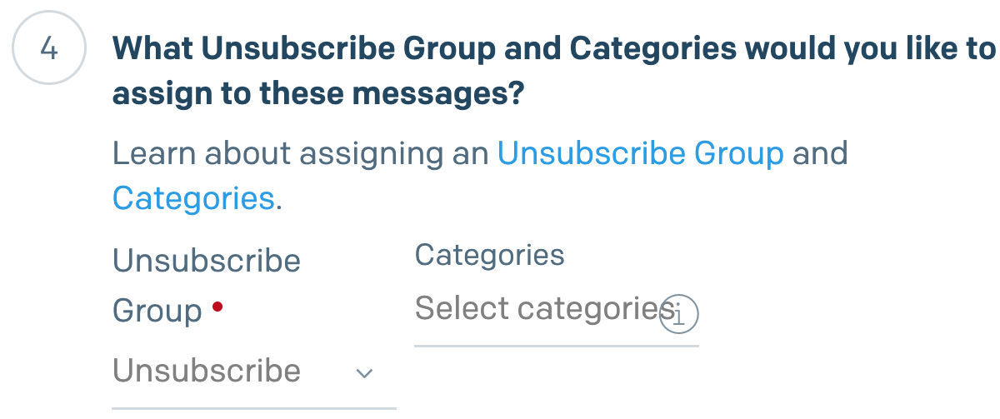 4
What Unsubscribe Group and Categories would you like to
assign to these messages?
Learn about assigning an Unsubscribe Group and
Categories.
Unsubscribe
Group
Unsubscribe
Categories
Select categories